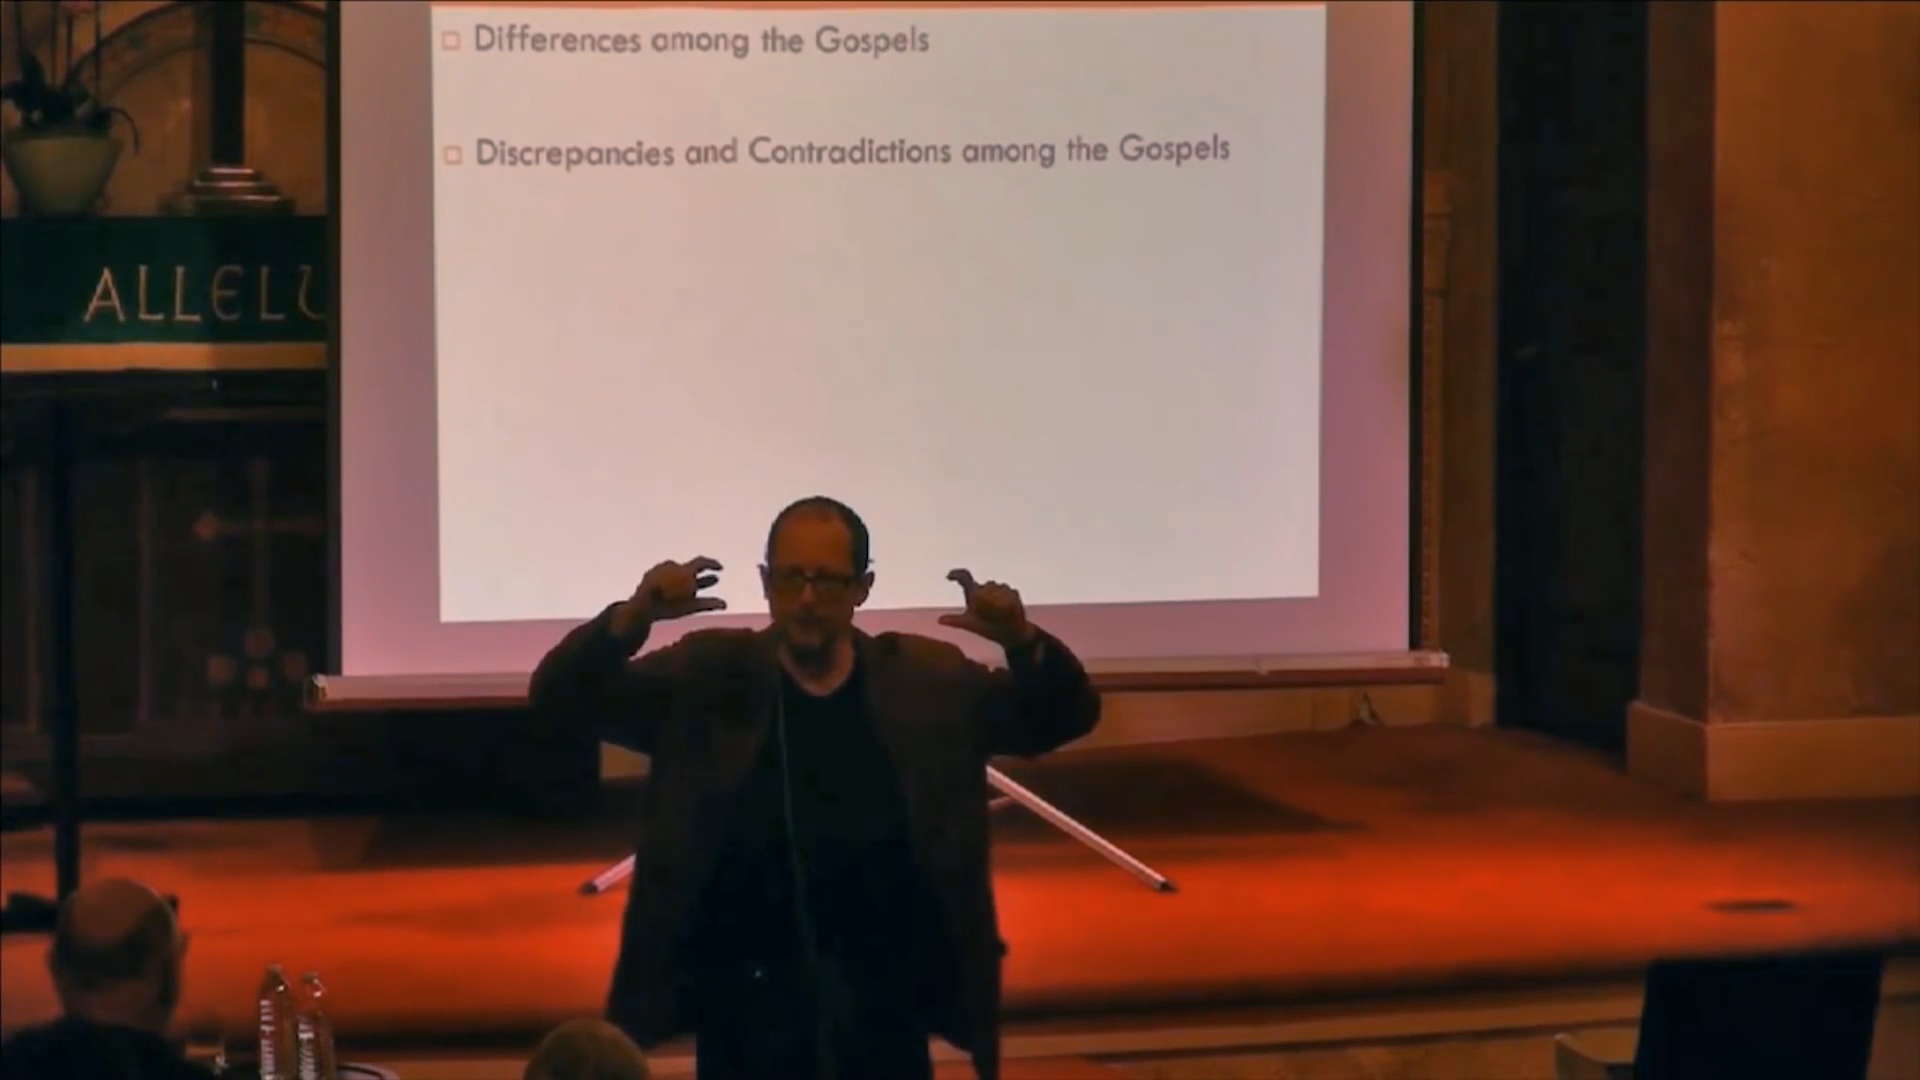 Differences among the Gospels
Discrepancies and Contradictions among the Gospels
ALLELU